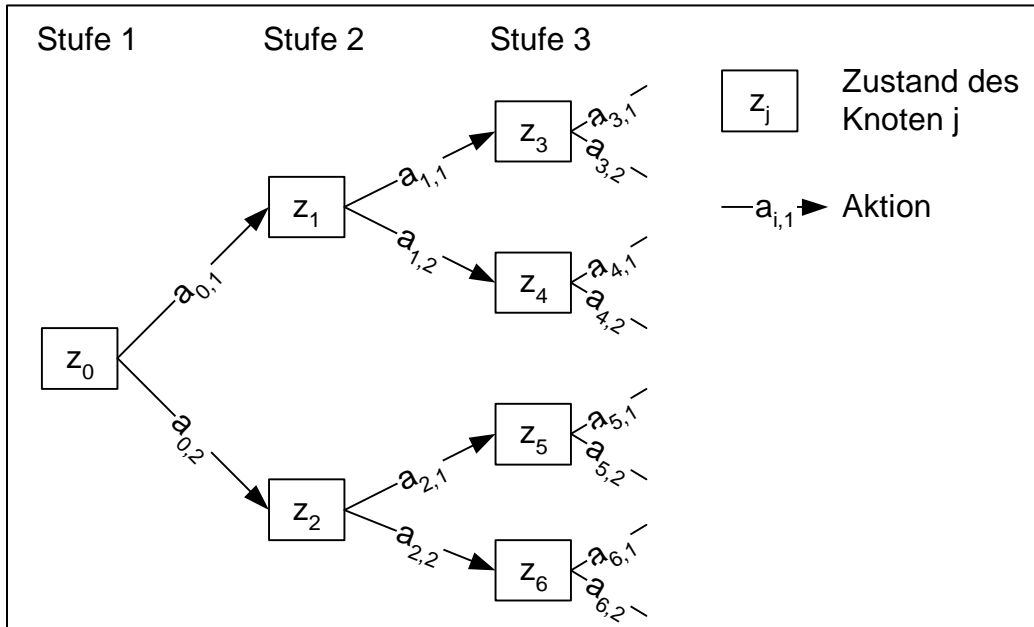 Stufe 1
Stufe 2
Stufe 3
z0
a0,1
a0,2
z1
z2
a1,1
a1,2
a2,1
a2,2
z3
z4
z5
z6
a3,1
a3,2
a4,1
a4,2
a5,1
a5,2
a6,1
a6,2
zj
Zustand des
Knoten j
ai,1
Aktion